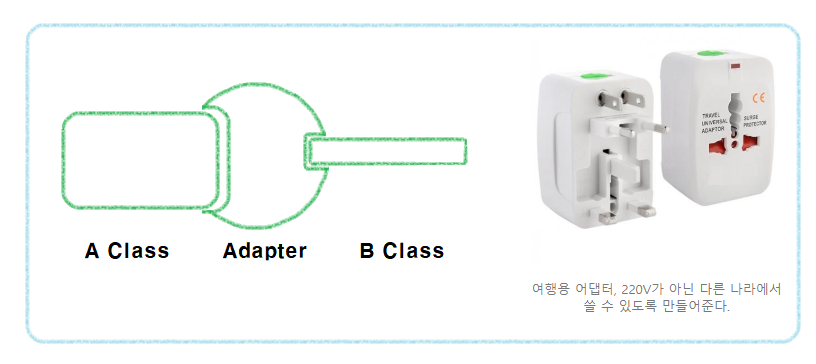 A Class
Adapter
B Class
TRAVEL
UNIVERSAL
ADAPTOR
SURGE
PROTECTOR
CE
여행용 어댑터, 220V가 아닌 다른 나라에서
쓸 수 있도록 만들어준다.